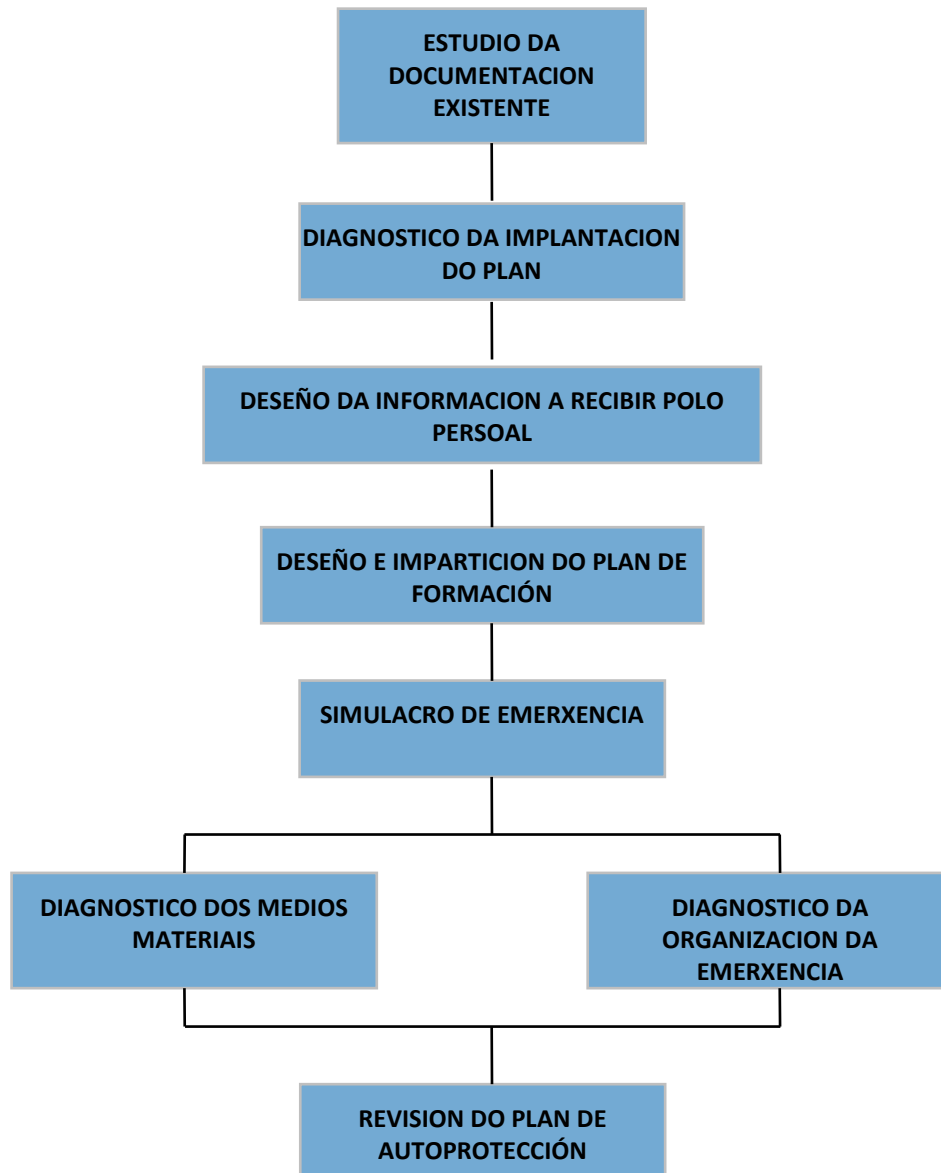 ESTUDIO DA
DOCUMENTACION
EXISTENTE
DIAGNOSTICO DA IMPLANTACION
DO PLAN
DESEÑO DA INFORMACION A RECIBIR POLO
PERSOAL
DESEÑO E IMPARTICION DO PLAN DE
FORMACIÓN
SIMULACRO DE EMERXENCIA
DIAGNOSTICO DOS MEDIOS
MATERIAIS
DIAGNOSTICO DA
ORGANIZACION DA
EMERXENCIA
REVISION DO PLAN DE
AUTOPROTECCIÓN